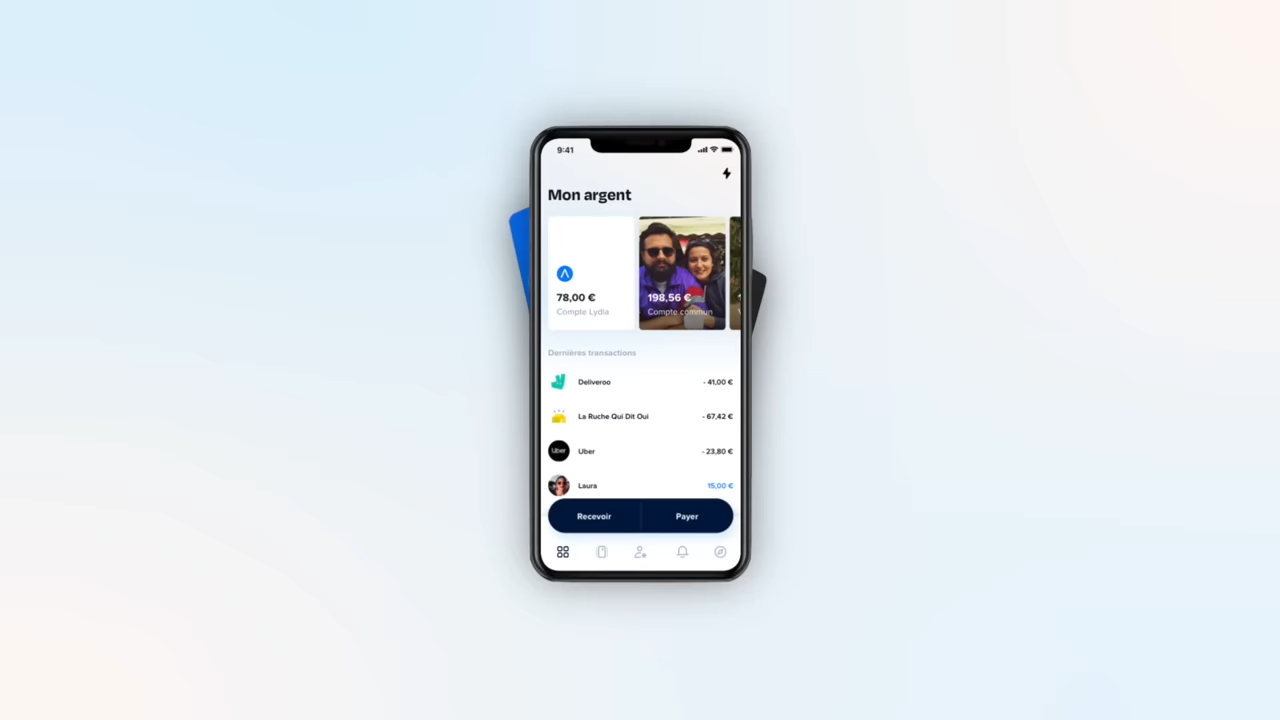 9:41
Mon argent
78,00 €
Compte Lydia
198,56 €
Compte commun
Dernières transactions
Deliveroo
- 41,00 €
La Ruche Qui Dit Oui
- 67,42 €
Uber
Uber
- 23,80 €
Laura
15,00 €
Recevoir
Payer